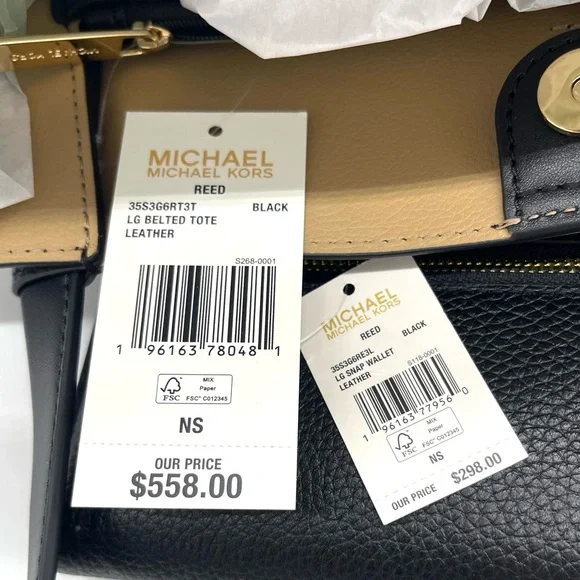 MICHAEL
MICHAEL KORS
REED
35S3G6RT3T BLACK
LG BELTED TOTE
LEATHER
S268-0001
1 96163 78048 1
FSC
MIX
Paper
FSC® C012345
NS
OUR PRICE
$558.00
MICHAEL
MICHAEL KORS
REED
35S3G6RE3L BLACK
LG SNAP WALLET
LEATHER
S118-0001
1 96163 77956 0
FSC
MIX
Paper
FSC® C012345
NS
OUR PRICE $298.00